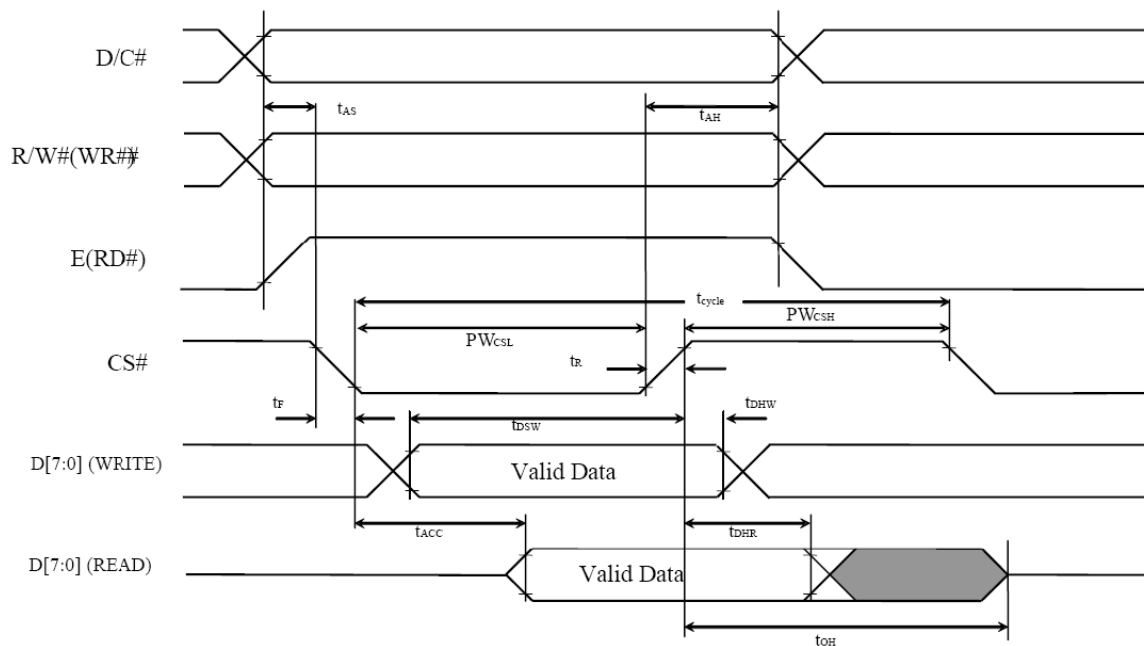 D/C#
tAS
tAH
R/W#(WR##)
E(RD#)
tcycle
PWCSL
PWCSH
CS#
tR
tF
tDSW
tDHW
D[7:0] (WRITE)
Valid Data
tACC
tDHR
D[7:0] (READ)
Valid Data
tOH